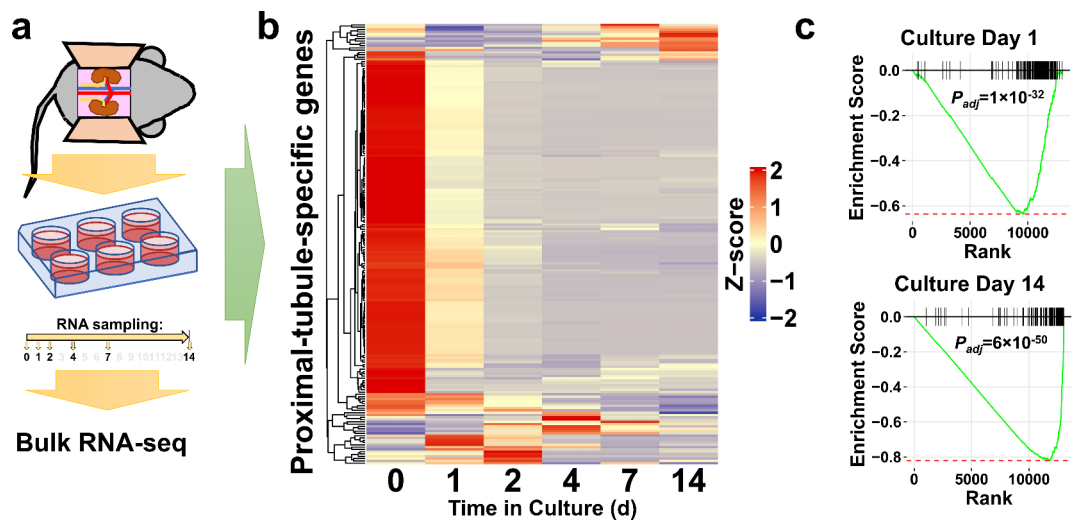 a
RNA sampling:
0 1 2 3 4 5 6 7 8 9 10 11 12 13 14
Bulk RNA-seq
b
Proximal-tubule-specific genes
0 1 2 4 7 14
Time in Culture (d)
2
1
0
−1
−2
Z−score
c
Culture Day 1
Enrichment Score
0.0
−0.2
−0.4
−0.6
Padj=1×10-32
0 5000 10000
Rank
Culture Day 14
Enrichment Score
0.0
−0.2
−0.4
−0.6
−0.8
Padj=6×10-50
0 5000 10000
Rank